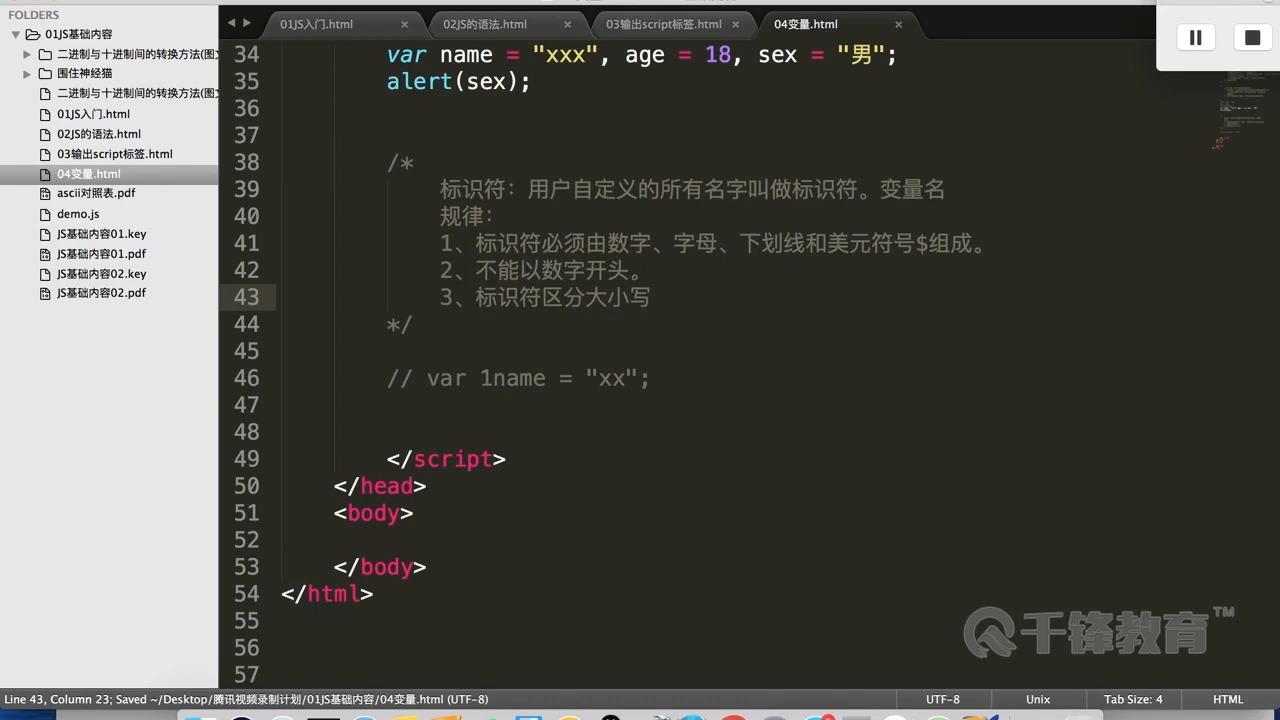 FOLDERS
01JS基础内容
二进制与十进制间的转换方法(图文
围住神经猫
二进制与十进制间的转换方法(图文
01JS入门.html
02JS的语法.html
03输出script标签.html
04变量.html
ascii对照表.pdf
demo.js
JS基础内容01.key
JS基础内容01.pdf
JS基础内容02.key
JS基础内容02.pdf
01JS入门.html ×
02JS的语法.html ×
03输出script标签.html ×
04变量.html ×
34 var name = "xxx", age = 18, sex = "男";
35 alert(sex);
36
37
38 /*
39 标识符：用户自定义的所有名字叫做标识符。变量名
40 规律：
41 1、标识符必须由数字、字母、下划线和美元符号$组成。
42 2、不能以数字开头。
43 3、标识符区分大小写
44 */
45
46 // var 1name = "xx";
47
48
49 </script>
50 </head>
51 <body>
52
53 </body>
54 </html>
55
56
57
千锋教育™
Line 43, Column 23; Saved ~/Desktop/腾讯视频录制计划/01JS基础内容/04变量.html (UTF-8)
UTF-8
Unix
Tab Size: 4
HTML